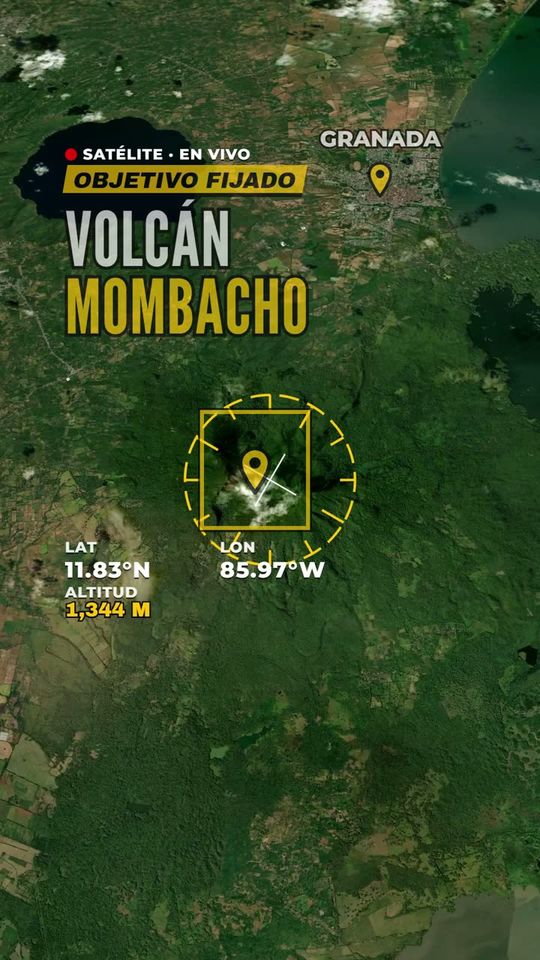 GRANADA
SATÉLITE · EN VIVO
OBJETIVO FIJADO
VOLCÁN
MOMBACHO
LAT
11.83°N
LON
85.97°W
ALTITUD
1,344 M